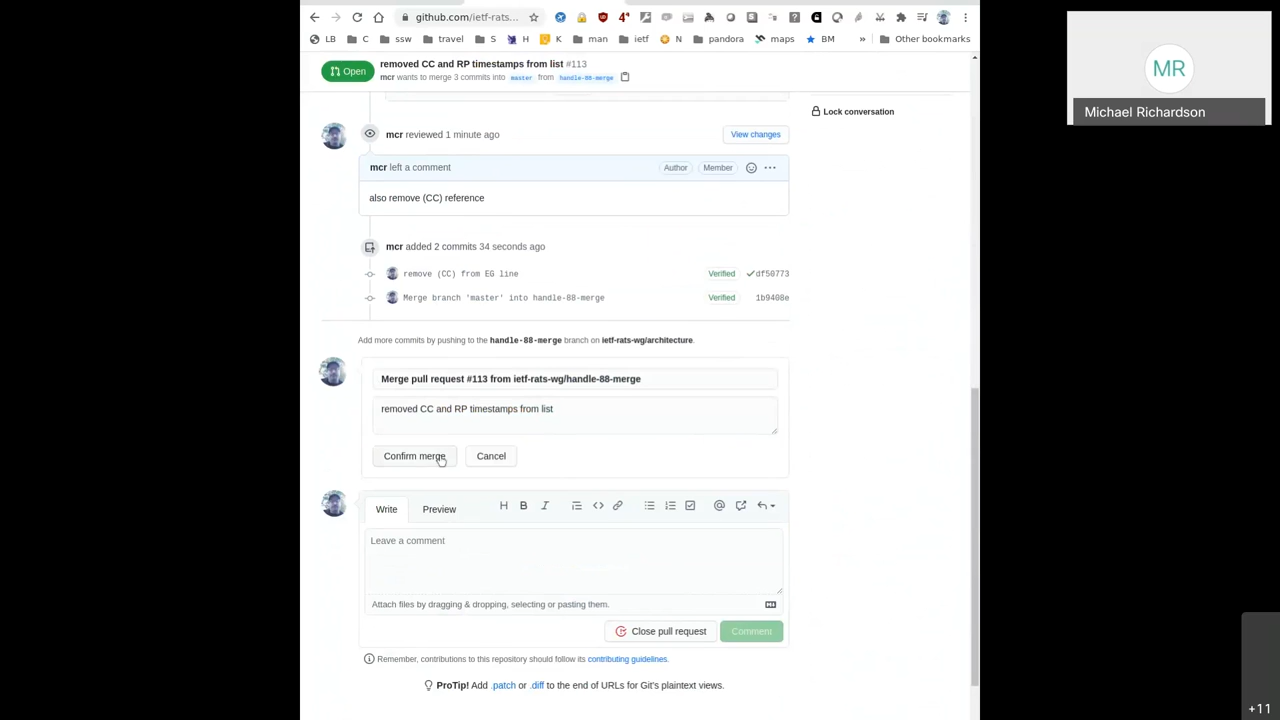 github.com/ietf-rats...
LB
C
ssw
travel
S
H
K
man
ietf
N
pandora
maps
BM
»
Other bookmarks
Open
removed CC and RP timestamps from list #113
mcr wants to merge 3 commits into master from handle-88-merge
Lock conversation
mcr reviewed 1 minute ago
View changes
mcr left a comment
Author
Member
also remove (CC) reference
mcr added 2 commits 34 seconds ago
remove (CC) from EG line
Verified
df50773
Merge branch 'master' into handle-88-merge
Verified
1b9408e
Add more commits by pushing to the handle-88-merge branch on ietf-rats-wg/architecture.
Merge pull request #113 from ietf-rats-wg/handle-88-merge
removed CC and RP timestamps from list
Confirm merge
Cancel
Write
Preview
Leave a comment
Attach files by dragging & dropping, selecting or pasting them.
Close pull request
Comment
Remember, contributions to this repository should follow its contributing guidelines.
ProTip! Add .patch or .diff to the end of URLs for Git's plaintext views.
MR
Michael Richardson
+11